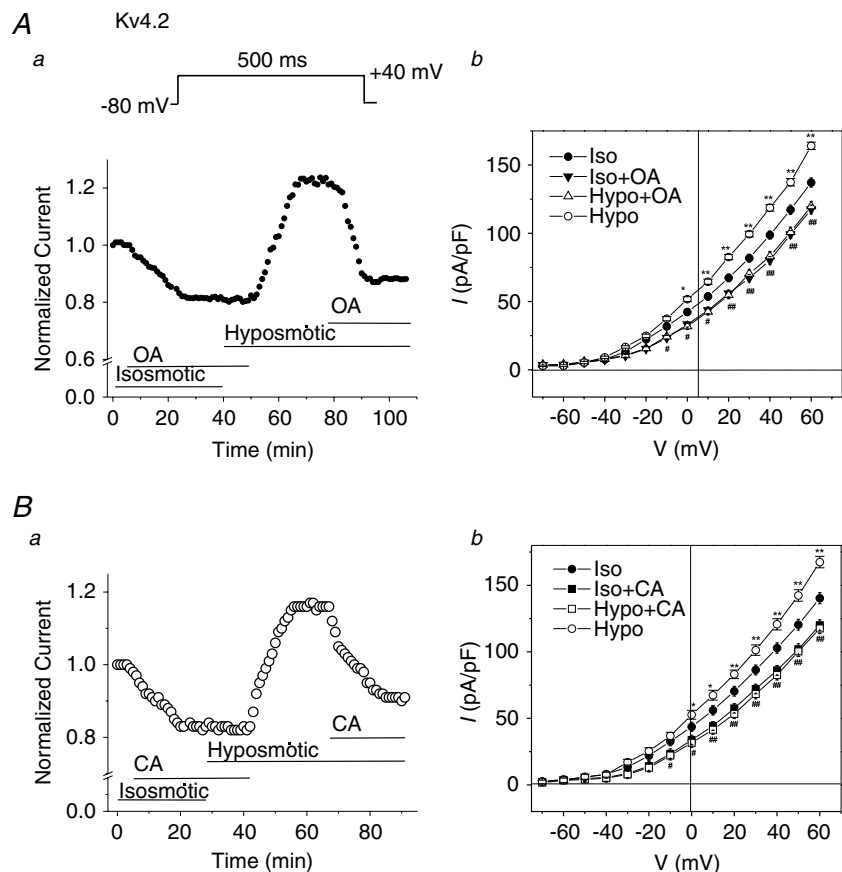 A
Kv4.2
a
500 ms
-80 mV
+40 mV
Normalized Current
1.2
1.0
0.8
0.6
0.0
OA
Hyposmotic
OA
Isosmotic
0 20 40 60 80 100
Time (min)
b
Iso
Iso+OA
Hypo+OA
Hypo
I (pA/pF)
150
100
50
0
** ** ** ** ** ** *
# # # ## ## ## ## ##
-60 -40 -20 0 20 40 60
V (mV)
B
a
Normalized Current
1.2
1.0
0.8
0.0
CA
Hyposmotic
CA
Isosmotic
0 20 40 60 80
Time (min)
b
Iso
Iso+CA
Hypo+CA
Hypo
I (pA/pF)
150
100
50
0
** ** ** ** ** * *
# # ## ## ## ## ## ##
-60 -40 -20 0 20 40 60
V (mV)